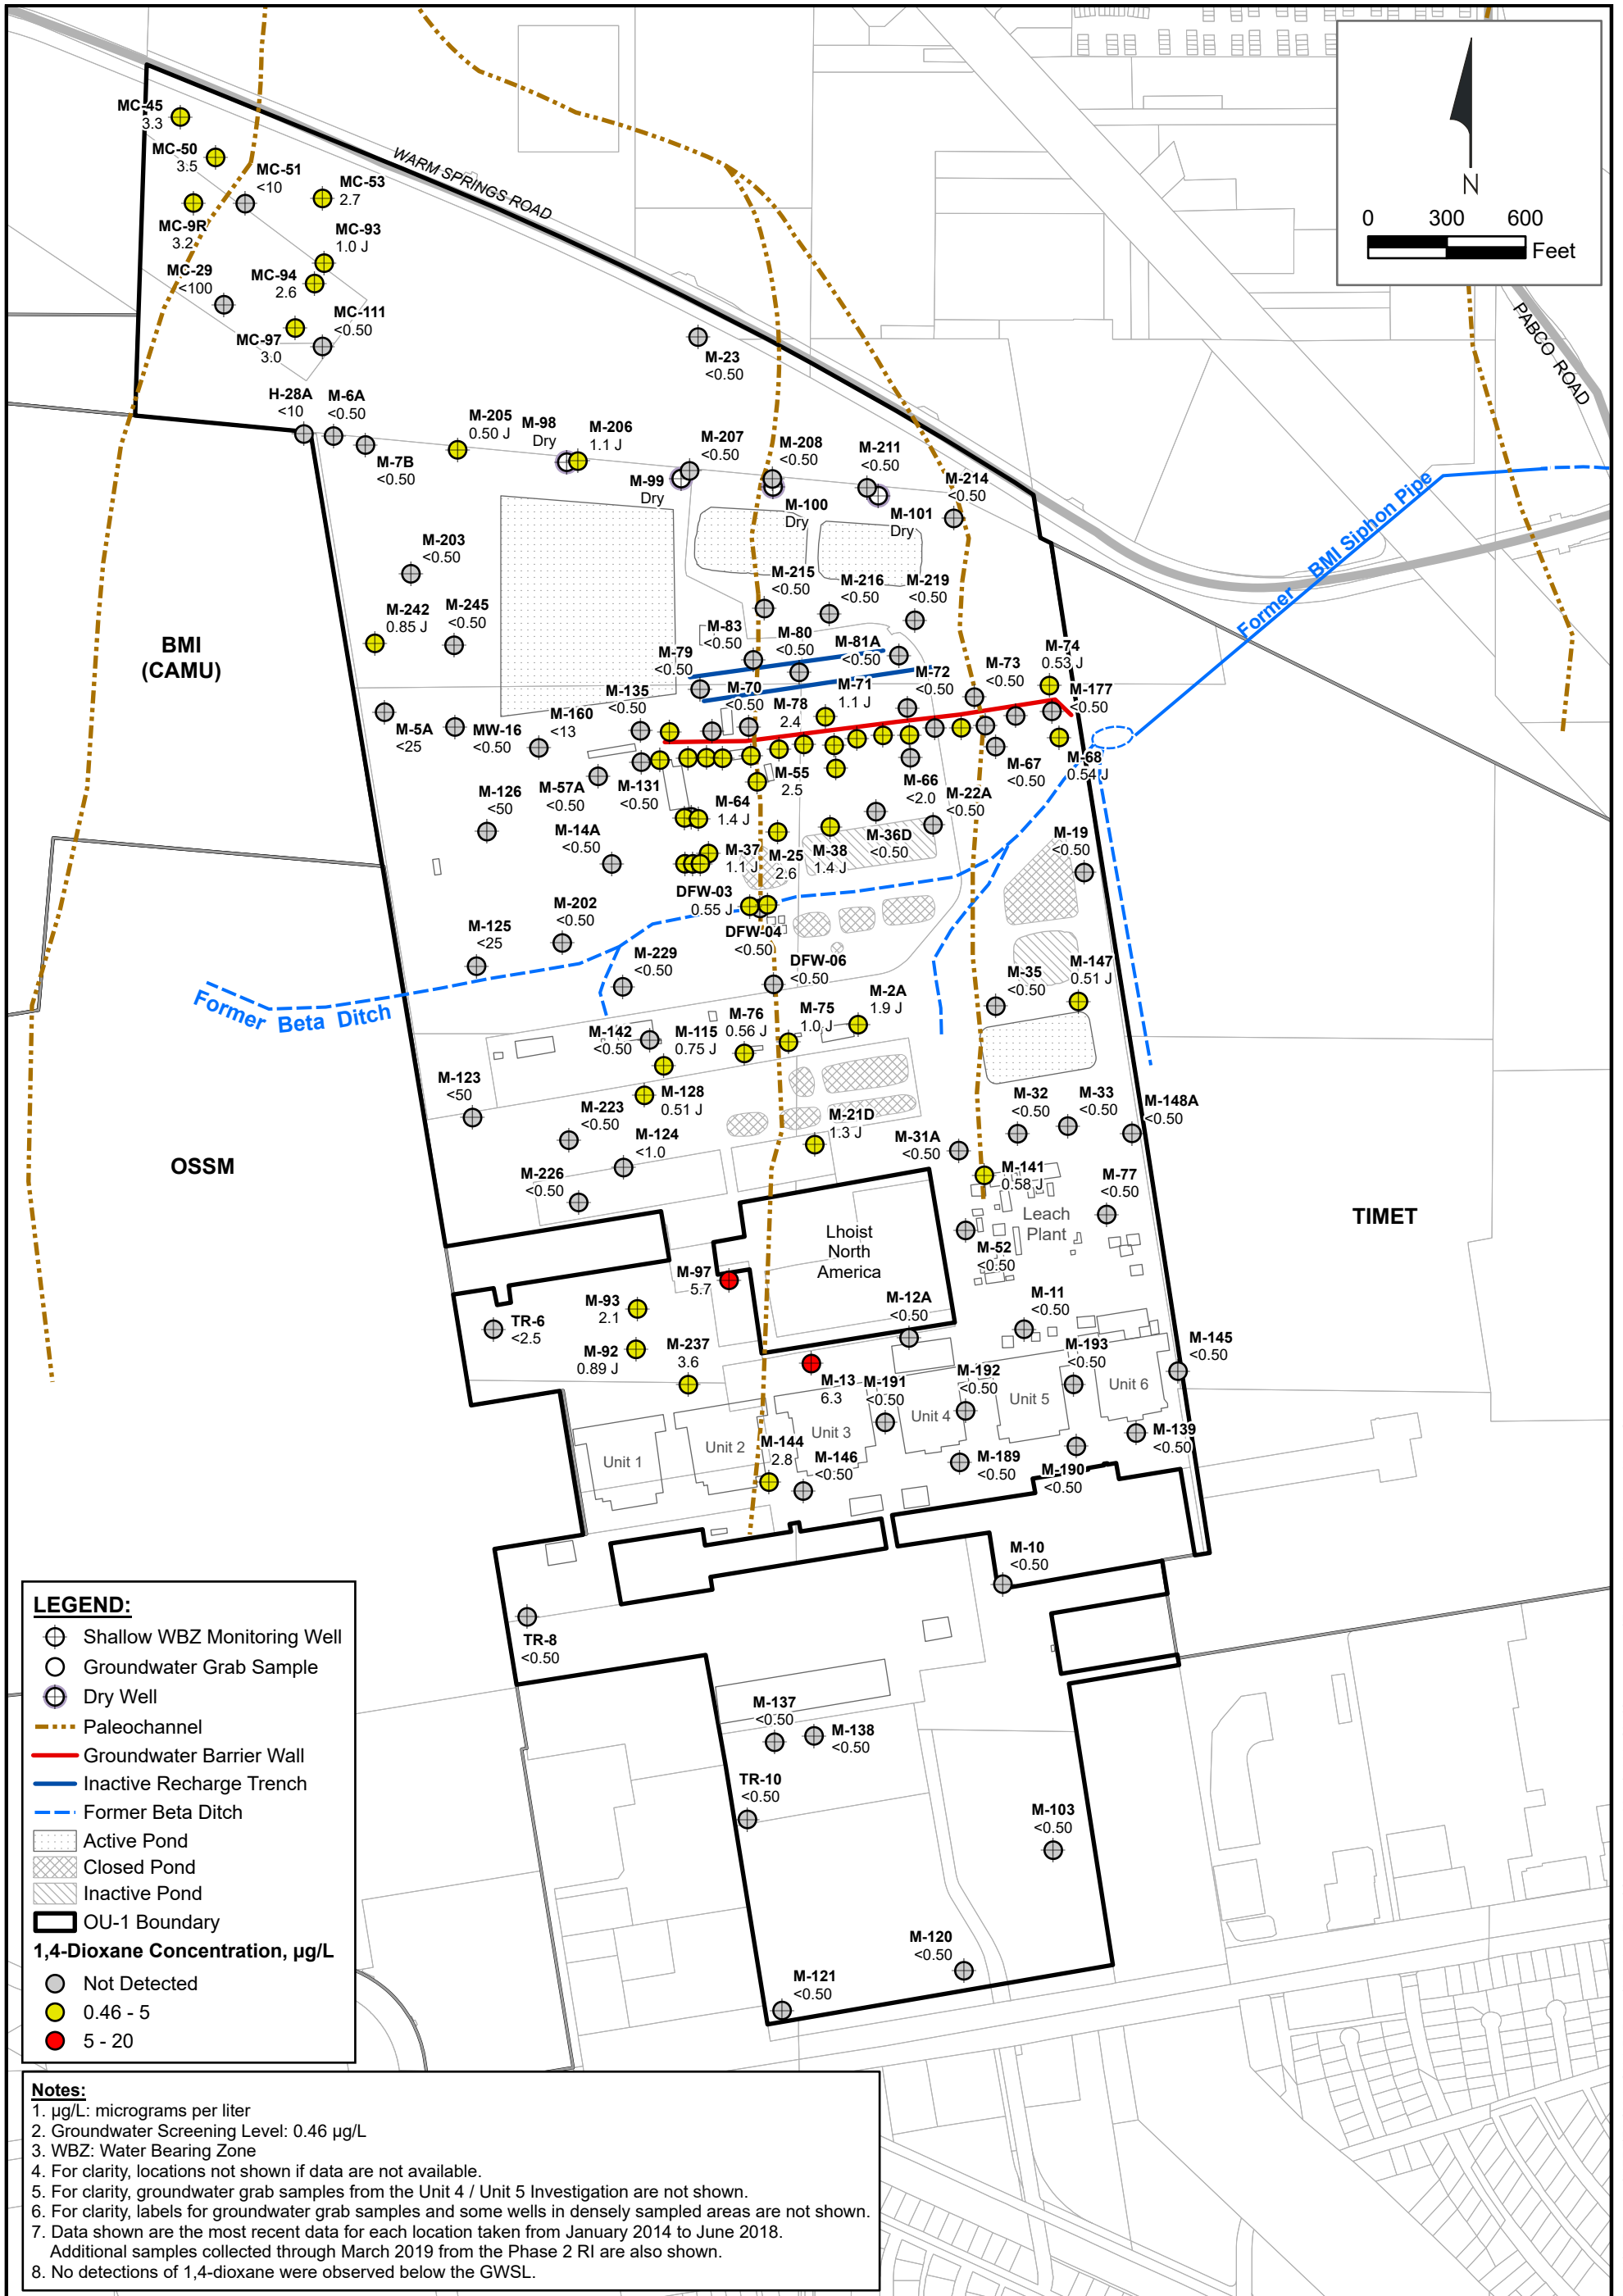 N
0 300 600
Feet
WARM SPRINGS ROAD
PABCO ROAD
MC-45
3.3
MC-50
3.5
MC-51
<10
MC-53
2.7
MC-9R
3.2
MC-93
1.0 J
MC-29
<100
MC-94
2.6
MC-111
<0.50
MC-97
3.0
M-23
<0.50
H-28A
<10
M-6A
<0.50
M-7B
<0.50
M-205
0.50 J
M-98
Dry
M-206
1.1 J
M-207
<0.50
M-99
Dry
M-208
<0.50
M-100
Dry
M-211
<0.50
M-101
Dry
M-214
<0.50
Former BMI Siphon Pipe
M-203
<0.50
M-215
<0.50
M-216
<0.50
M-219
<0.50
M-242
0.85 J
M-245
<0.50
BMI
(CAMU)
M-83
<0.50
M-80
<0.50
M-81A
<0.50
M-79
<0.50
M-74
0.53 J
M-73
<0.50
M-72
<0.50
M-71
1.1 J
M-70
<0.50
M-78
2.4
M-177
<0.50
M-135
<0.50
M-160
<13
M-5A
<25
MW-16
<0.50
M-68
0.54 J
M-67
<0.50
M-66
<2.0
M-55
2.5
M-57A
<0.50
M-131
<0.50
M-126
<50
M-64
1.4 J
M-22A
<0.50
M-14A
<0.50
M-36D
<0.50
M-19
<0.50
M-37
1.1 J
M-25
2.6
M-38
1.4 J
DFW-03
0.55 J
DFW-04
<0.50
M-202
<0.50
M-125
<25
M-229
<0.50
DFW-06
<0.50
M-35
<0.50
M-147
0.51 J
Former Beta Ditch
M-2A
1.9 J
M-75
1.0 J
M-76
0.56 J
M-142
<0.50
M-115
0.75 J
M-123
<50
M-128
0.51 J
M-223
<0.50
M-124
<1.0
M-21D
1.3 J
M-32
<0.50
M-33
<0.50
M-148A
<0.50
M-31A
<0.50
M-141
0.58 J
OSSM
M-226
<0.50
M-77
<0.50
Leach
Plant
TIMET
Lhoist
North
America
M-52
<0.50
M-97
5.7
M-93
2.1
TR-6
<2.5
M-92
0.89 J
M-237
3.6
M-12A
<0.50
M-11
<0.50
M-13
6.3
M-191
<0.50
M-192
<0.50
M-193
<0.50
M-145
<0.50
Unit 1
Unit 2
Unit 3
Unit 4
Unit 5
Unit 6
M-144
2.8
M-146
<0.50
M-189
<0.50
M-190
<0.50
M-139
<0.50
M-10
<0.50
TR-8
<0.50
M-137
<0.50
M-138
<0.50
TR-10
<0.50
M-103
<0.50
M-120
<0.50
M-121
<0.50
LEGEND:
Shallow WBZ Monitoring Well
Groundwater Grab Sample
Dry Well
Paleochannel
Groundwater Barrier Wall
Inactive Recharge Trench
Former Beta Ditch
Active Pond
Closed Pond
Inactive Pond
OU-1 Boundary
1,4-Dioxane Concentration, µg/L
Not Detected
0.46 - 5
5 - 20
Notes:
1. µg/L: micrograms per liter
2. Groundwater Screening Level: 0.46 µg/L
3. WBZ: Water Bearing Zone
4. For clarity, locations not shown if data are not available.
5. For clarity, groundwater grab samples from the Unit 4 / Unit 5 Investigation are not shown.
6. For clarity, labels for groundwater grab samples and some wells in densely sampled areas are not shown.
7. Data shown are the most recent data for each location taken from January 2014 to June 2018.
Additional samples collected through March 2019 from the Phase 2 RI are also shown.
8. No detections of 1,4-dioxane were observed below the GWSL.